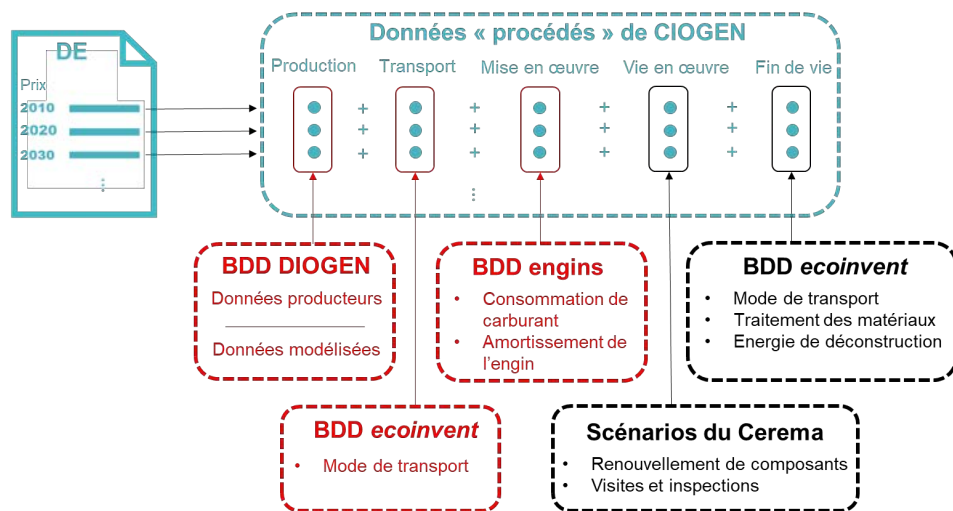 DE
Prix
2010
2020
2030
⋮
Données « procédés » de CIOGEN
Production Transport Mise en œuvre Vie en œuvre Fin de vie
+ + + +
+ + + +
+ + + +
⋮
BDD DIOGEN
Données producteurs
Données modélisées
BDD engins
• Consommation de
carburant
• Amortissement de
l'engin
BDD ecoinvent
• Mode de transport
• Traitement des matériaux
• Energie de déconstruction
BDD ecoinvent
• Mode de transport
Scénarios du Cerema
• Renouvellement de composants
• Visites et inspections